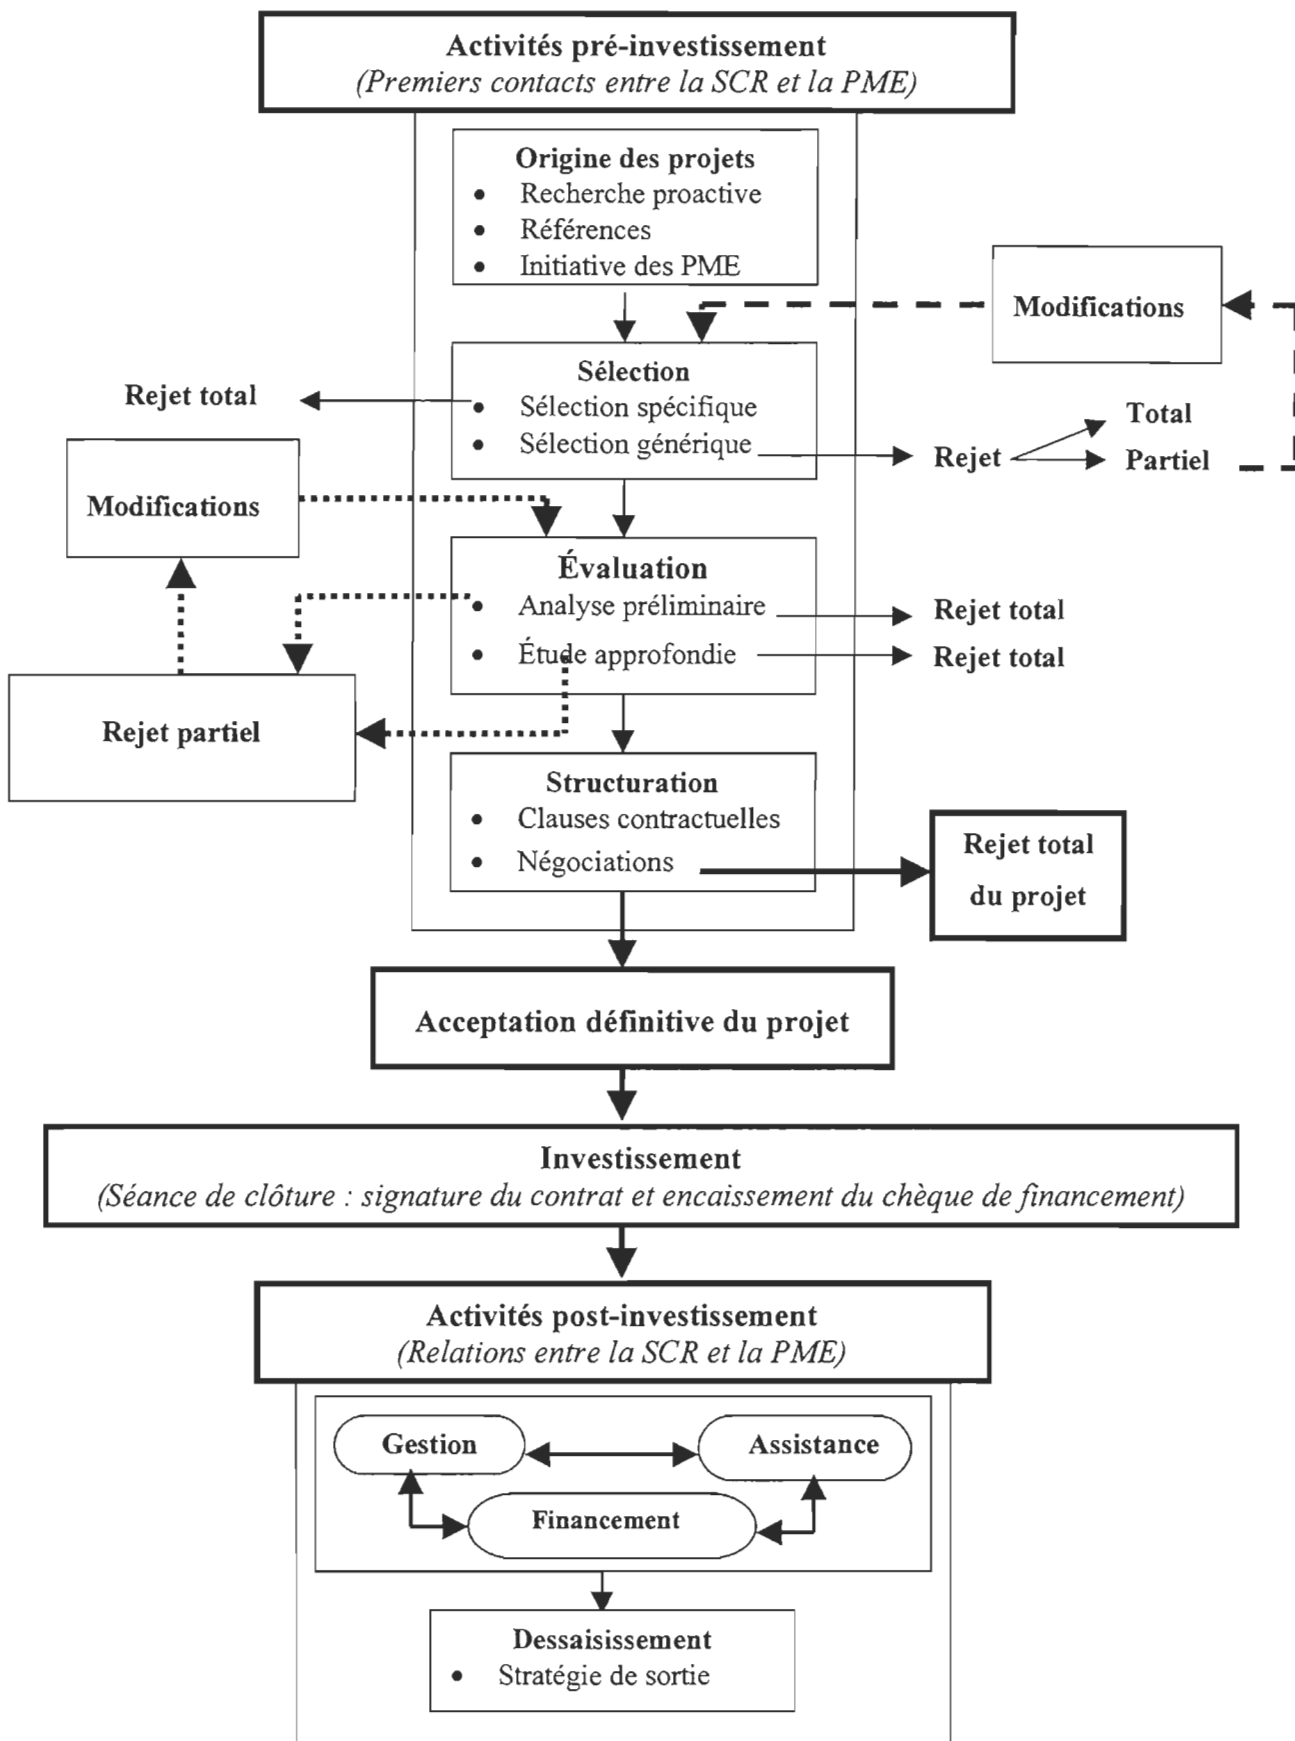 Activités pré-investissement
(Premiers contacts entre la SCR et la PME)
Origine des projets
• Recherche proactive
• Références
• Initiative des PME
Modifications
Sélection
• Sélection spécifique
• Sélection générique
Rejet total
Rejet
Total
Partiel
Modifications
Évaluation
• Analyse préliminaire
• Étude approfondie
Rejet total
Rejet total
Rejet partiel
Structuration
• Clauses contractuelles
• Négociations
Rejet total
du projet
Acceptation définitive du projet
Investissement
(Séance de clôture : signature du contrat et encaissement du chèque de financement)
Activités post-investissement
(Relations entre la SCR et la PME)
Gestion
Assistance
Financement
Dessaisissement
• Stratégie de sortie